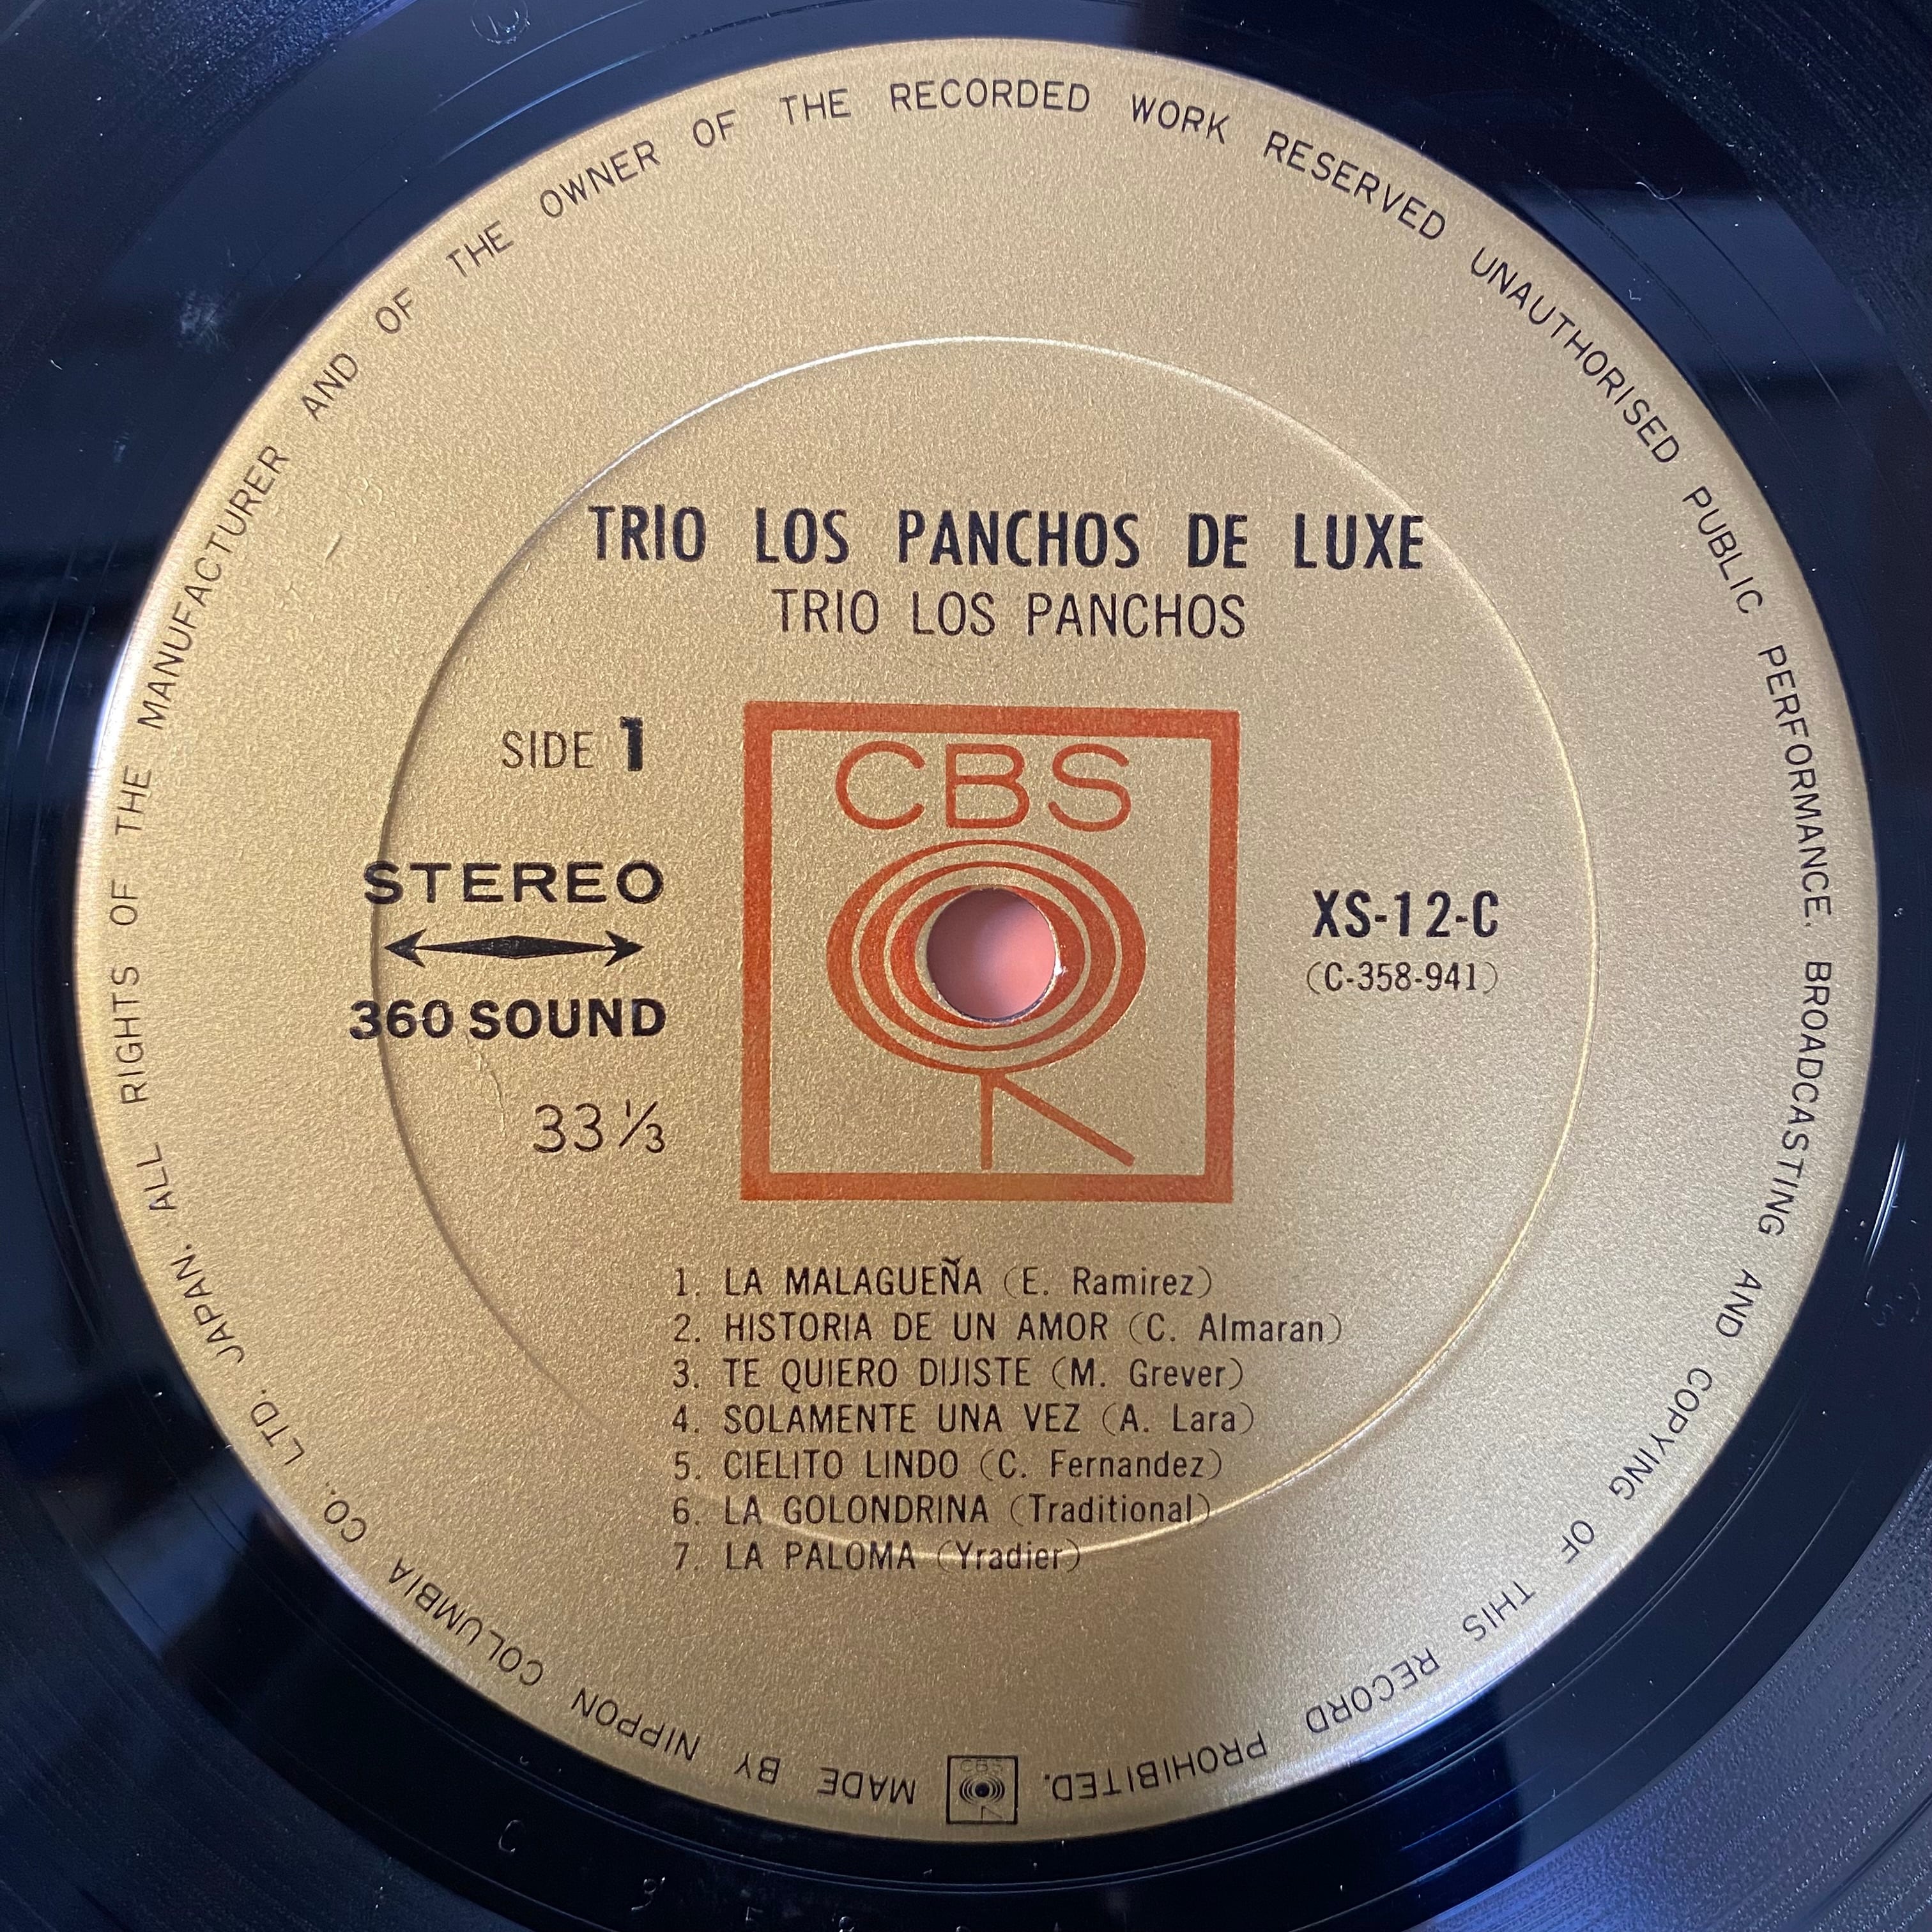 TRIO LOS PANCHOS DE LUXE
TRIO LOS PANCHOS
SIDE 1
CBS
STEREO
360 SOUND
33 1/3
XS-12-C
(C-358-941)
1. LA MALAGUEÑA (E. Ramirez)
2. HISTORIA DE UN AMOR (C. Almaran)
3. TE QUIERO DIJISTE (M. Grever)
4. SOLAMENTE UNA VEZ (A. Lara)
5. CIELITO LINDO (C. Fernandez)
6. LA GOLONDRINA (Traditional)
7. LA PALOMA (Yradier)
MADE BY NIPPON COLUMBIA CO. LTD. JAPAN. ALL RIGHTS OF THE MANUFACTURER AND OF THE OWNER OF THE RECORDED WORK RESERVED UNAUTHORISED PUBLIC PERFORMANCE. BROADCASTING AND COPYING OF THIS RECORD PROHIBITED.
CBS